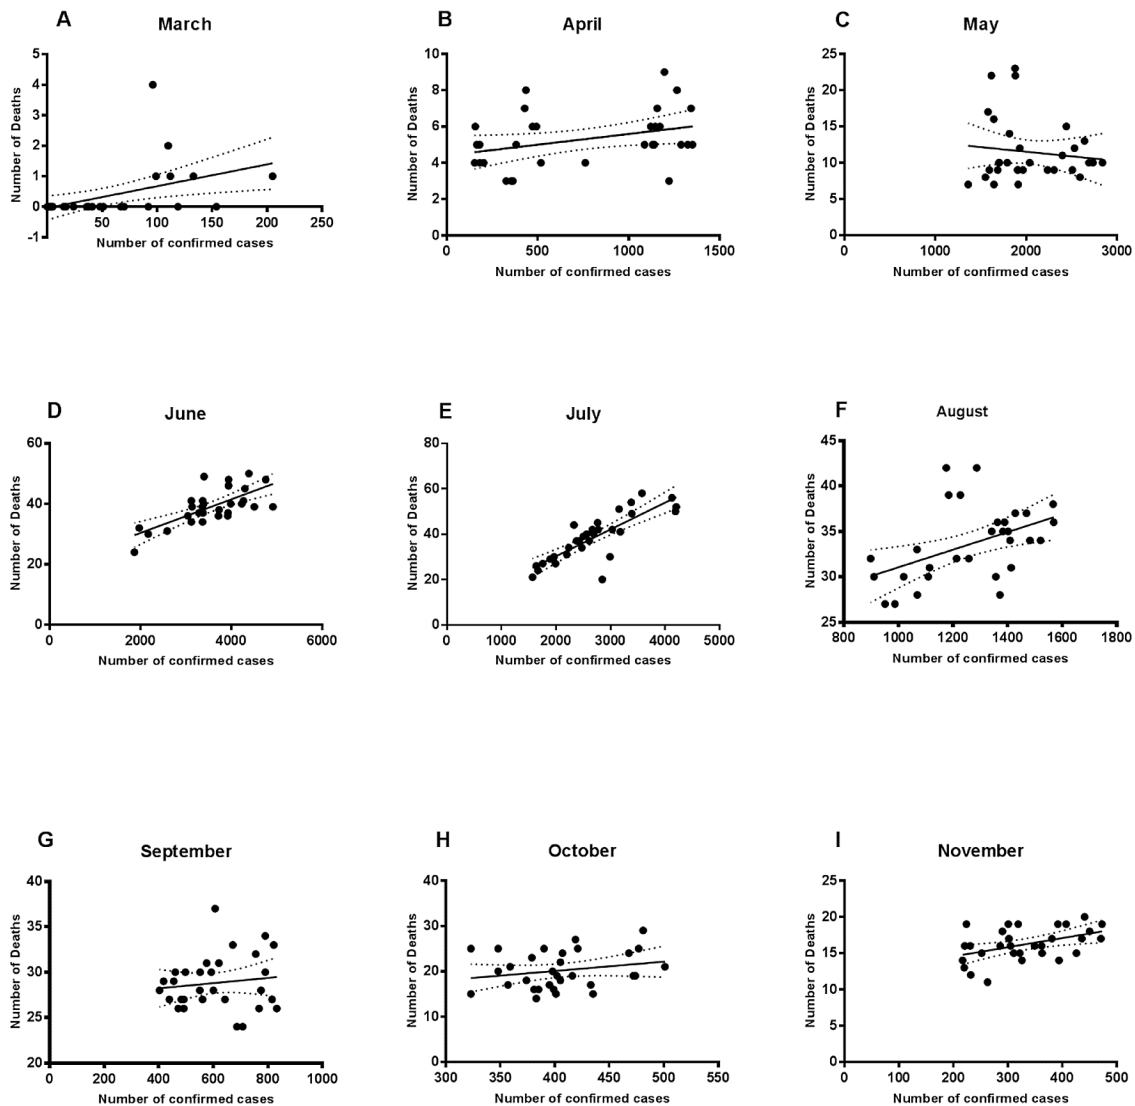 A March
B April
C May
Number of Deaths
5
4
3
2
1
0
-1
50 100 150 200 250
Number of confirmed cases
Number of Deaths
10
8
6
4
2
0
0 500 1000 1500
Number of confirmed cases
Number of Deaths
25
20
15
10
5
0
0 1000 2000 3000
Number of confirmed cases
D June
E July
F August
Number of Deaths
60
40
20
0
0 2000 4000 6000
Number of confirmed cases
Number of Deaths
80
60
40
20
0
0 1000 2000 3000 4000 5000
Number of confirmed cases
Number of Deaths
45
40
35
30
25
800 1000 1200 1400 1600 1800
Number of confirmed cases
G September
H October
I November
Number of Deaths
40
35
30
25
20
0 200 400 600 800 1000
Number of confirmed cases
Number of Deaths
40
30
20
10
0
300 350 400 450 500 550
Number of confirmed cases
Number of Deaths
25
20
15
10
5
0
0 100 200 300 400 500
Number of confirmed cases